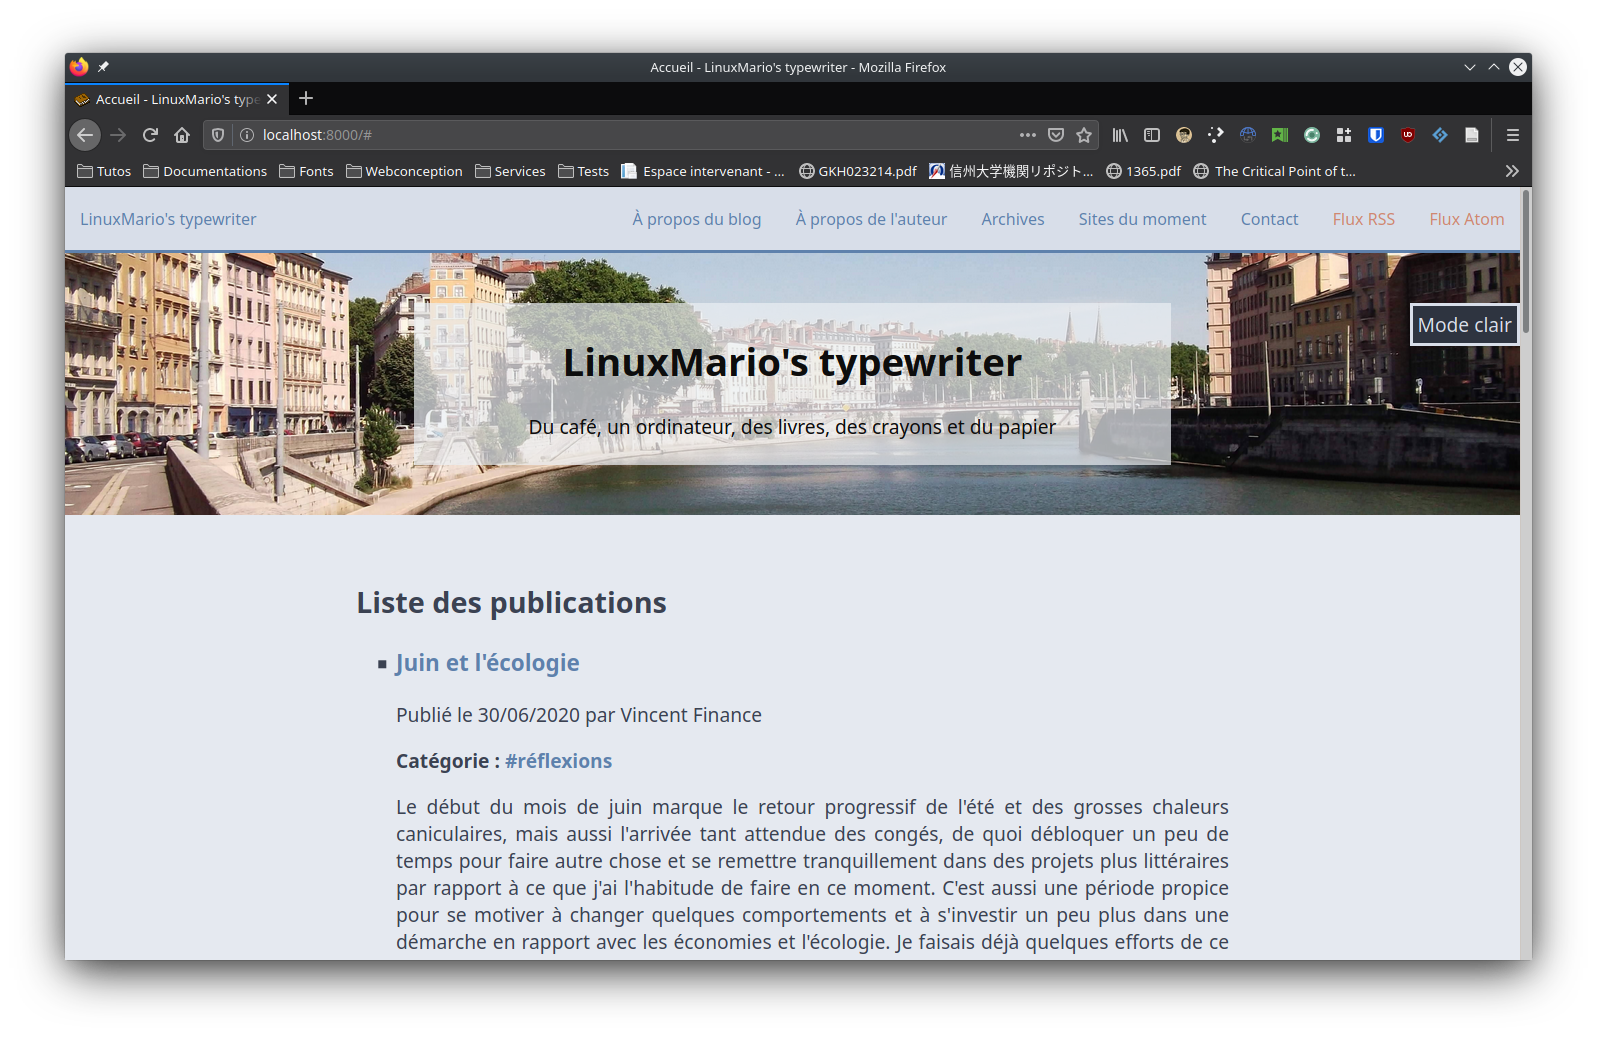 Accueil - LinuxMario's typewriter - Mozilla Firefox
Accueil - LinuxMario's type
localhost:8000/#
Tutos Documentations Fonts Webconception Services Tests Espace intervenant - ... GKH023214.pdf 信州大学機関リポジト... 1365.pdf The Critical Point of t...
LinuxMario's typewriter À propos du blog À propos de l'auteur Archives Sites du moment Contact Flux RSS Flux Atom
Mode clair
LinuxMario's typewriter
Du café, un ordinateur, des livres, des crayons et du papier
Liste des publications
Juin et l'écologie
Publié le 30/06/2020 par Vincent Finance
Catégorie : #réflexions
Le début du mois de juin marque le retour progressif de l'été et des grosses chaleurs
caniculaires, mais aussi l'arrivée tant attendue des congés, de quoi débloquer un peu de
temps pour faire autre chose et se remettre tranquillement dans des projets plus littéraires
par rapport à ce que j'ai l'habitude de faire en ce moment. C'est aussi une période propice
pour se motiver à changer quelques comportements et à s'investir un peu plus dans une
démarche en rapport avec les économies et l'écologie. Je faisais déjà quelques efforts de ce